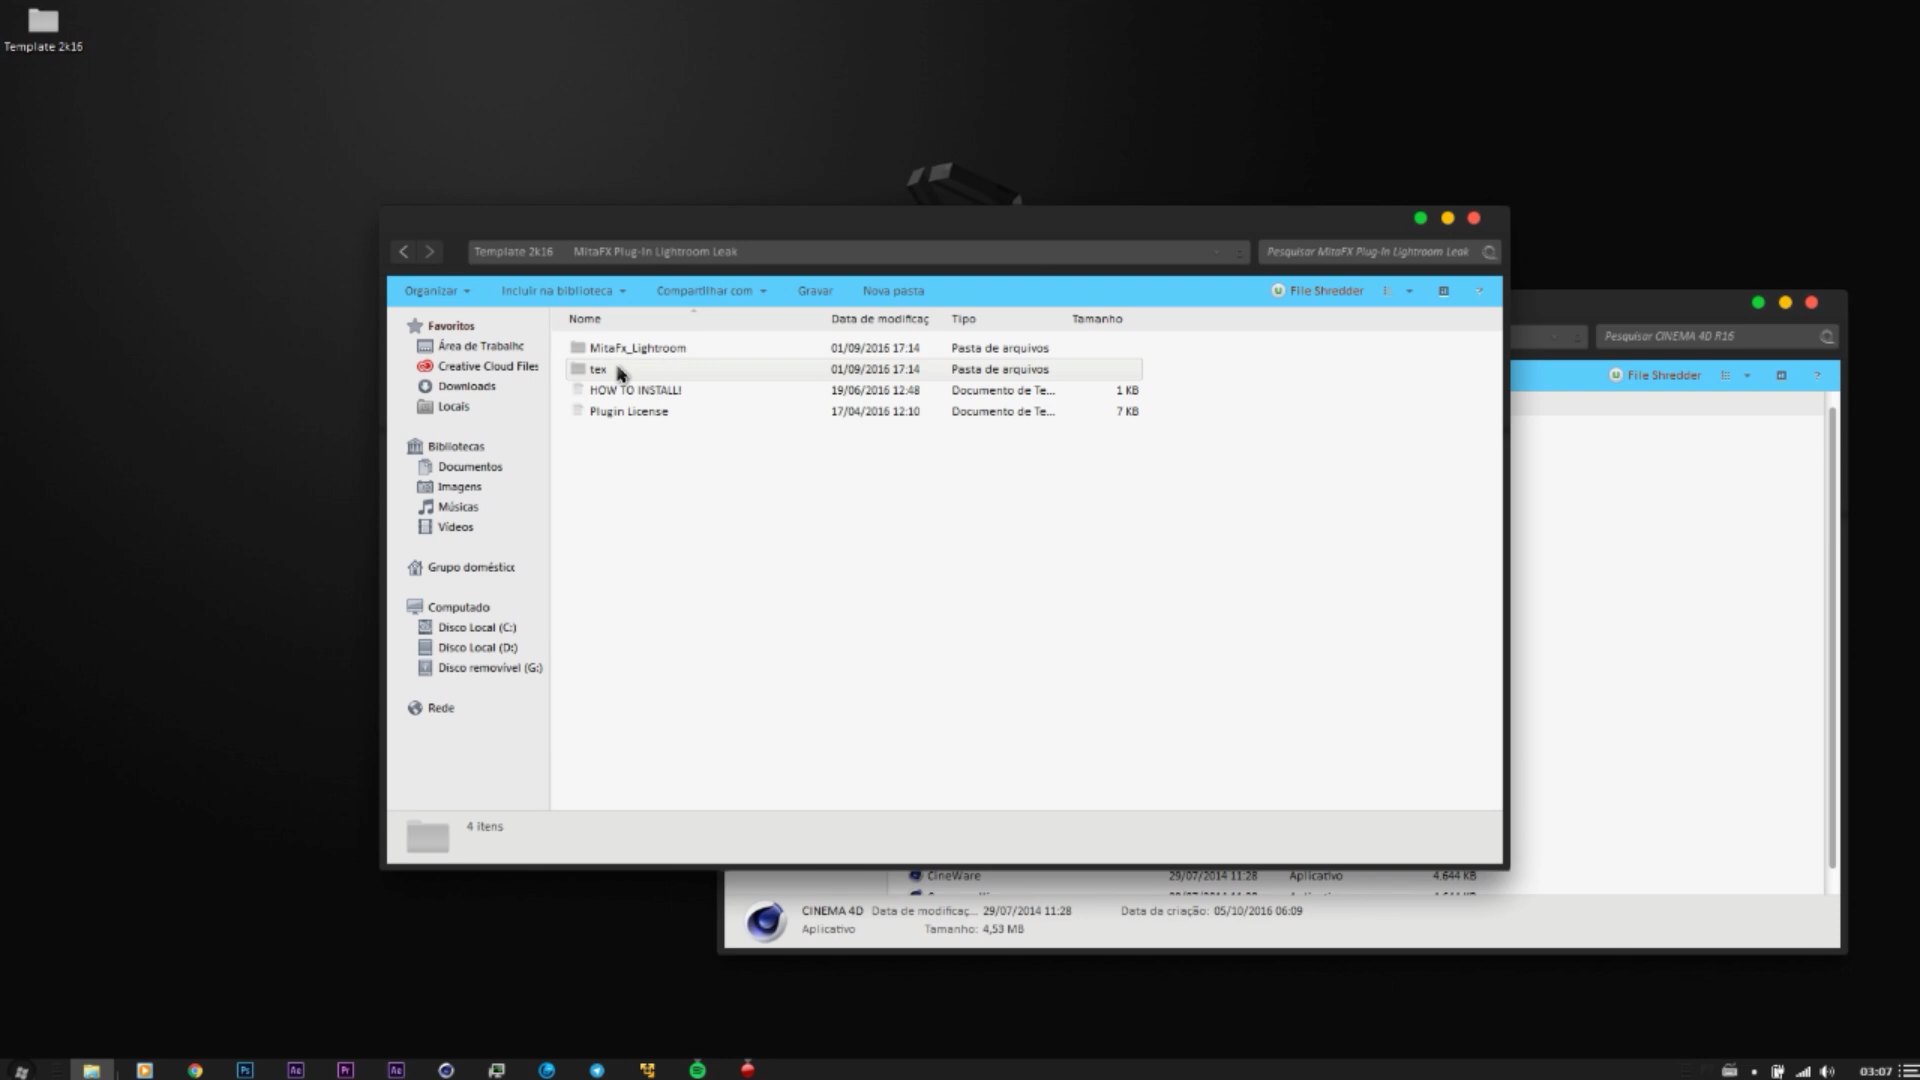 Template 2k16
Template 2k16 MitaFX Plug-In Lightroom Leak
Pesquisar MitaFX Plug-In Lightroom Leak
Organizar
Incluir na biblioteca
Compartilhar com
Gravar
Nova pasta
File Shredder
Favoritos
Área de Trabalhc
Creative Cloud Files
Downloads
Locais
Bibliotecas
Documentos
Imagens
Músicas
Vídeos
Grupo doméstic
Computado
Disco Local (C:)
Disco Local (D:)
Disco removível (G:)
Rede
Nome Data de modificaç Tipo Tamanho
MitaFx_Lightroom 01/09/2016 17:14 Pasta de arquivos
tex 01/09/2016 17:14 Pasta de arquivos
HOW TO INSTALL! 19/06/2016 12:48 Documento de Te... 1 KB
Plugin License 17/04/2016 12:10 Documento de Te... 7 KB
4 itens
Pesquisar CINEMA 4D R16
File Shredder
CineWare 29/07/2014 11:28 Aplicativo 4.644 KB
CINEMA 4D Data de modificaç... 29/07/2014 11:28 Data da criação: 05/10/2016 06:09
Aplicativo Tamanho: 4,53 MB
Ps
Ae
Pr
Ae
03:07